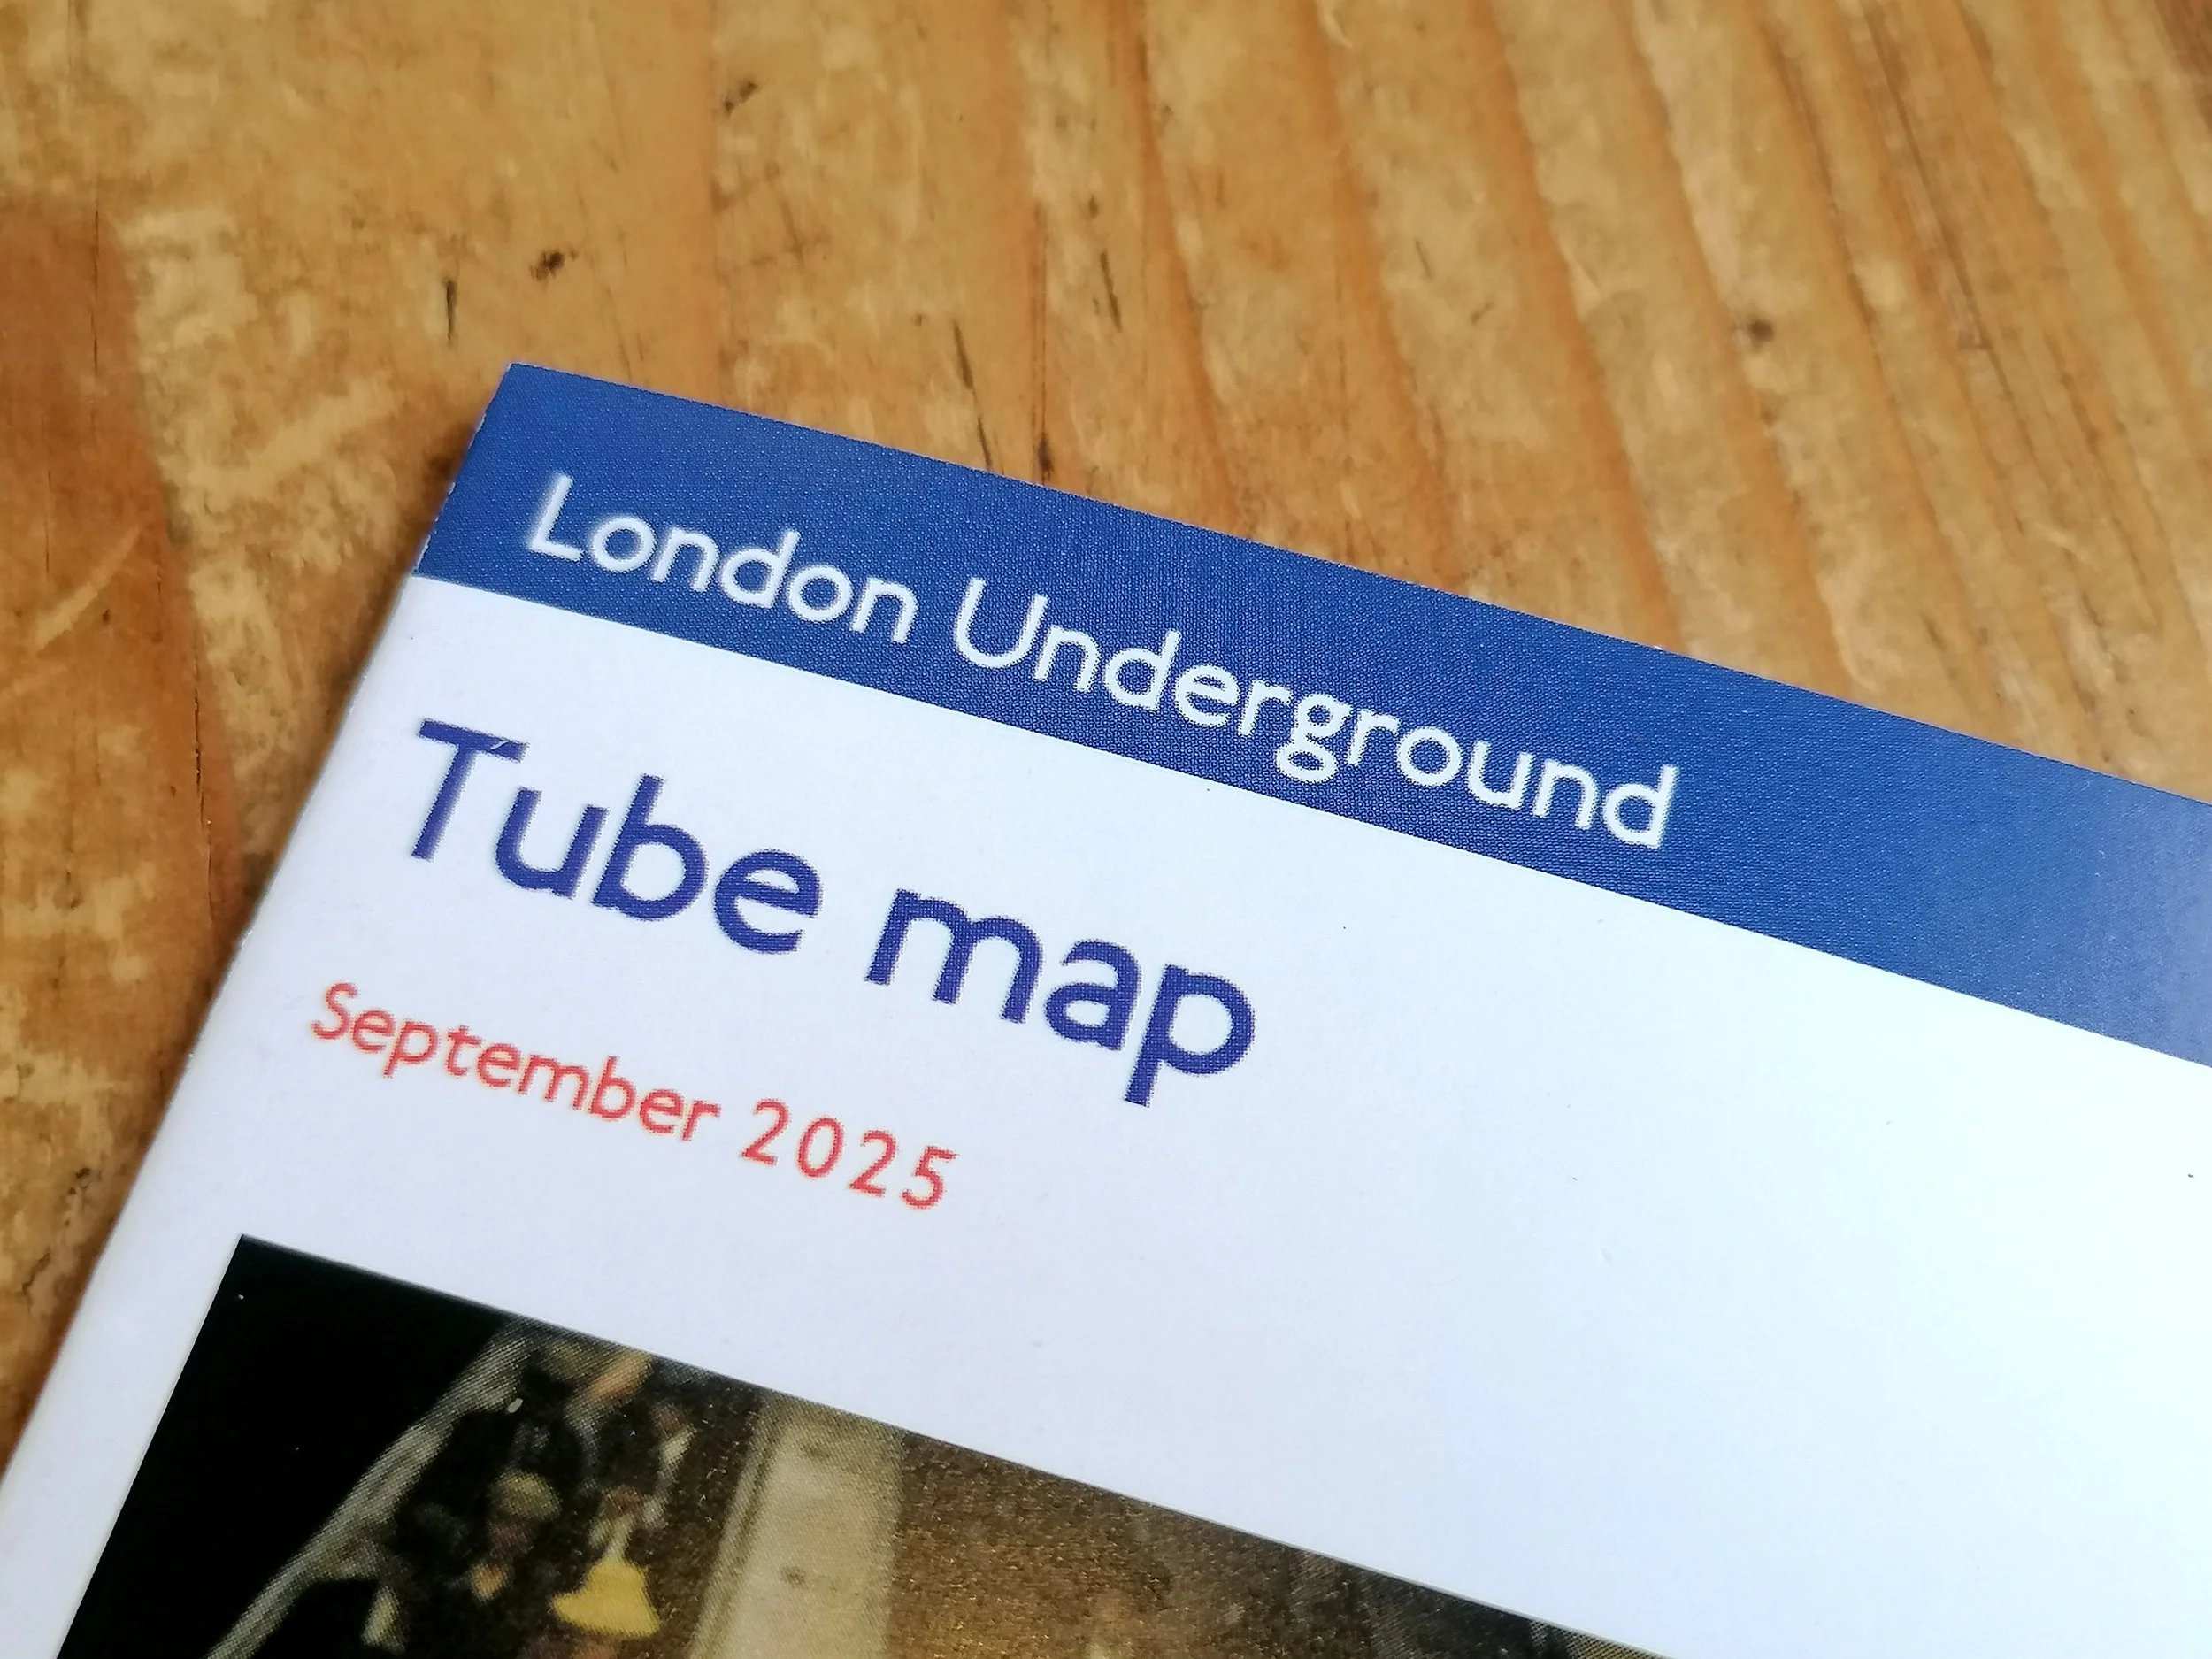 London Underground
Tube map
September 2025